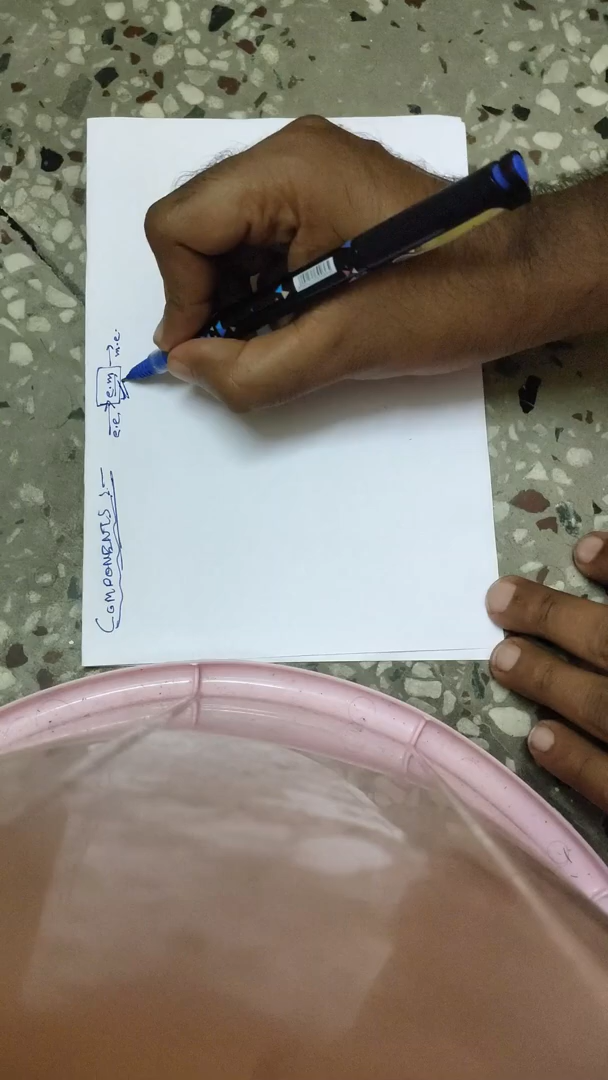 COMPONENTS :-
e.e. → e.m → m.e.